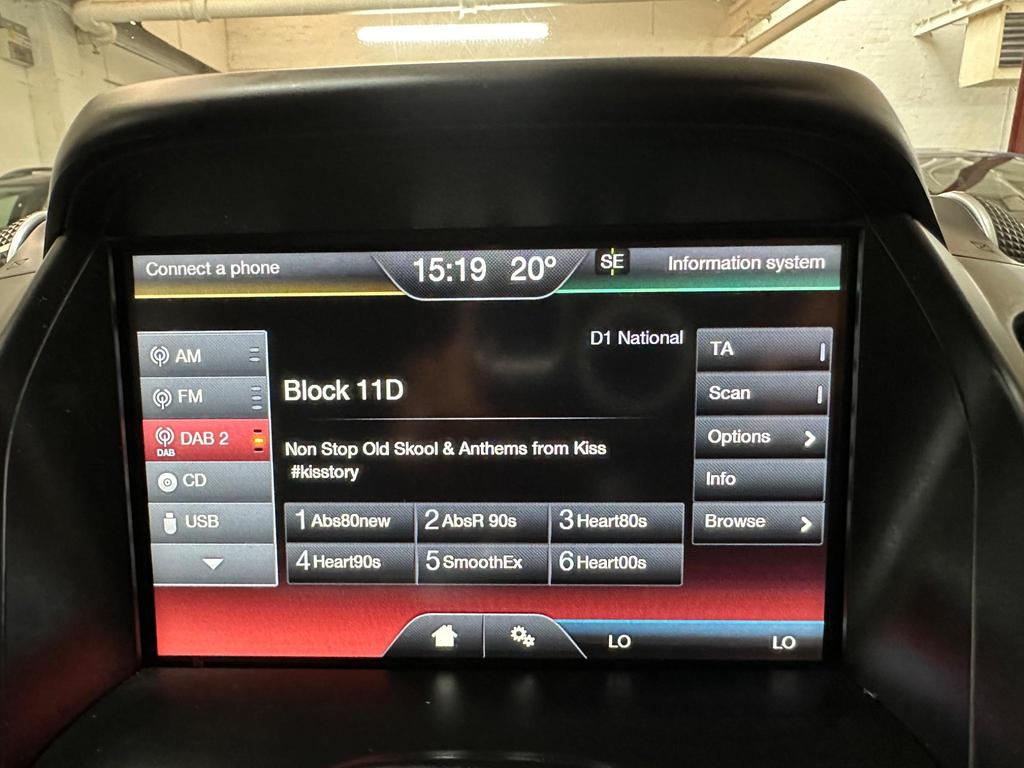 Connect a phone
15:19 20°
SE
Information system
AM
FM
DAB 2
DAB
CD
USB
D1 National
Block 11D
Non Stop Old Skool & Anthems from Kiss
#kisstory
1 Abs80new
2 AbsR 90s
3 Heart80s
4 Heart90s
5 SmoothEx
6 Heart00s
TA
Scan
Options
Info
Browse
LO
LO